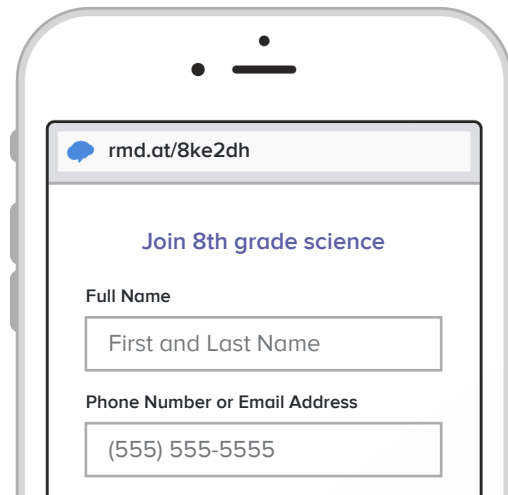 rmd.at/8ke2dh
Join 8th grade science
Full Name
First and Last Name
Phone Number or Email Address
(555) 555-5555